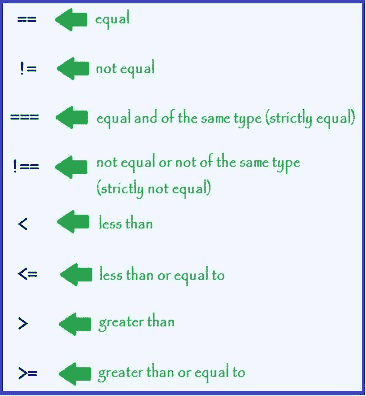 == equal
!= not equal
=== equal and of the same type (strictly equal)
!== not equal or not of the same type
(strictly not equal)
< less than
<= less than or equal to
> greater than
>= greater than or equal to